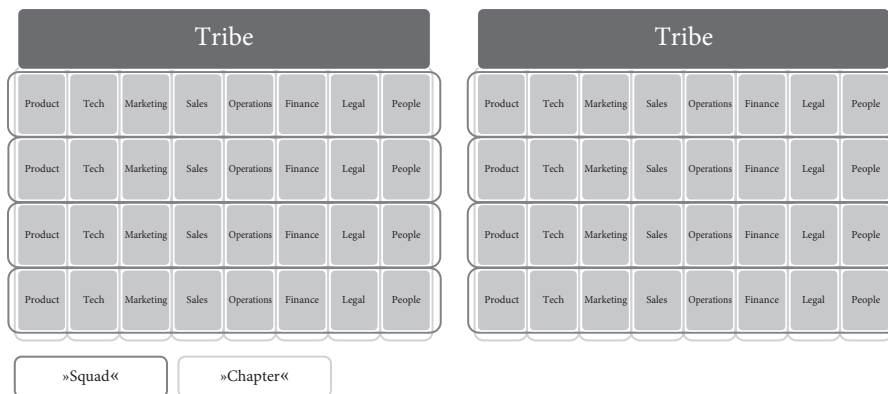 Tribe Tribe
Product Tech Marketing Sales Operations Finance Legal People Product Tech Marketing Sales Operations Finance Legal People
Product Tech Marketing Sales Operations Finance Legal People Product Tech Marketing Sales Operations Finance Legal People
Product Tech Marketing Sales Operations Finance Legal People Product Tech Marketing Sales Operations Finance Legal People
Product Tech Marketing Sales Operations Finance Legal People Product Tech Marketing Sales Operations Finance Legal People
»Squad« »Chapter«